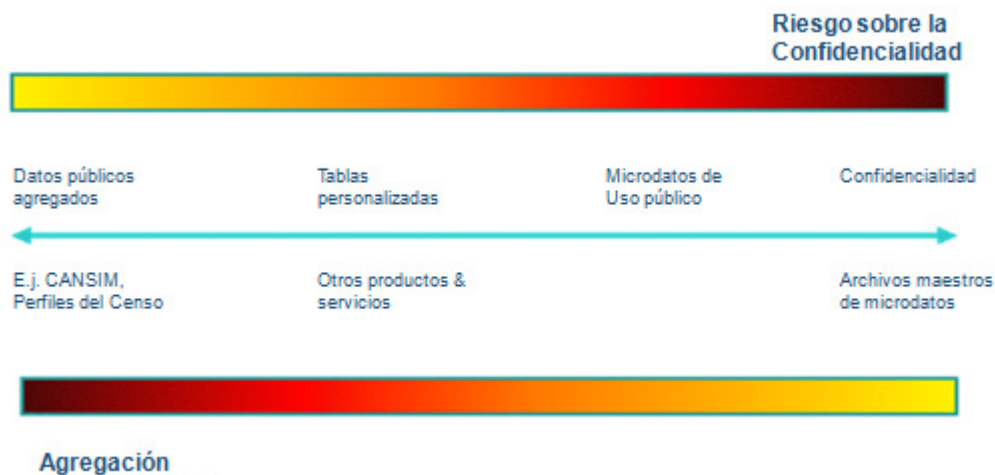 Riesgo sobre la
Confidencialidad
Datos públicos
agregados
Tablas
personalizadas
Microdatos de
Uso público
Confidencialidad
E.j. CANSIM,
Perfiles del Censo
Otros productos &
servicios
Archivos maestros
de microdatos
Agregación